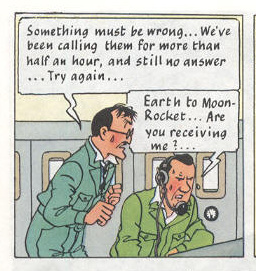 Something must be wrong... We've
been calling them for more than
half an hour, and still no answer
... Try again...
Earth to Moon-
Rocket... Are
you receiving
me?...